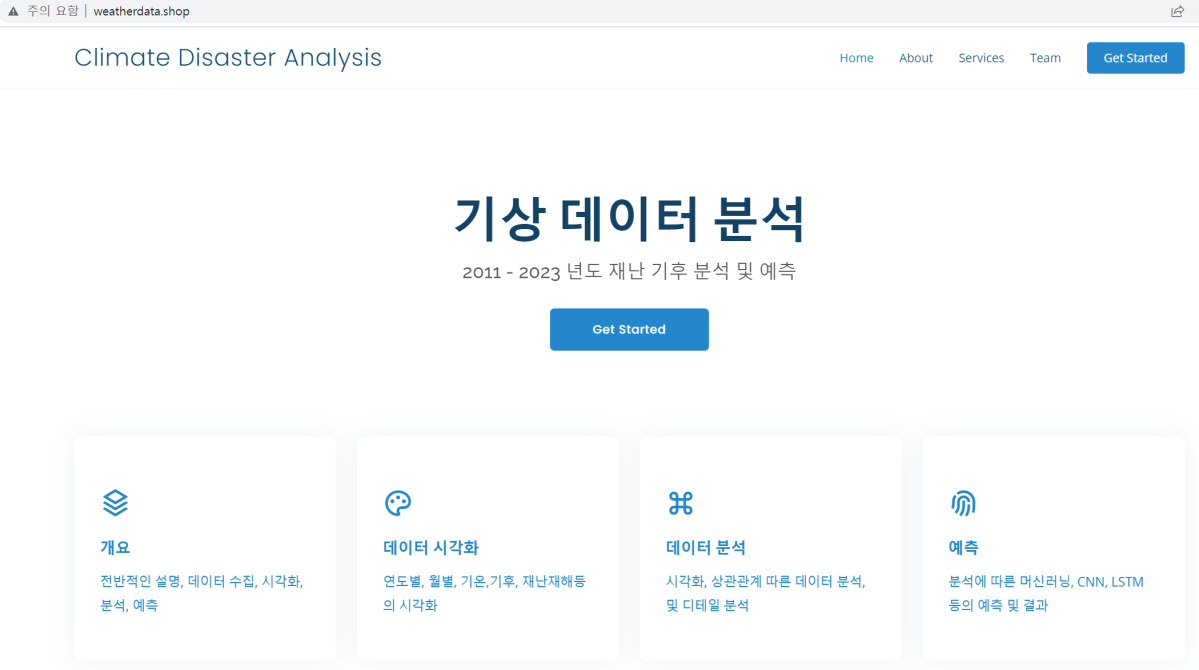 주의 요함 | weatherdata.shop
Climate Disaster Analysis
Home About Services Team Get Started
기상 데이터 분석
2011 - 2023 년도 재난 기후 분석 및 예측
Get Started
개요
전반적인 설명, 데이터 수집, 시각화,
분석, 예측
데이터 시각화
연도별, 월별, 기온,기후, 재난재해등
의 시각화
데이터 분석
시각화, 상관관계 따른 데이터 분석,
및 디테일 분석
예측
분석에 따른 머신러닝, CNN, LSTM
등의 예측 및 결과